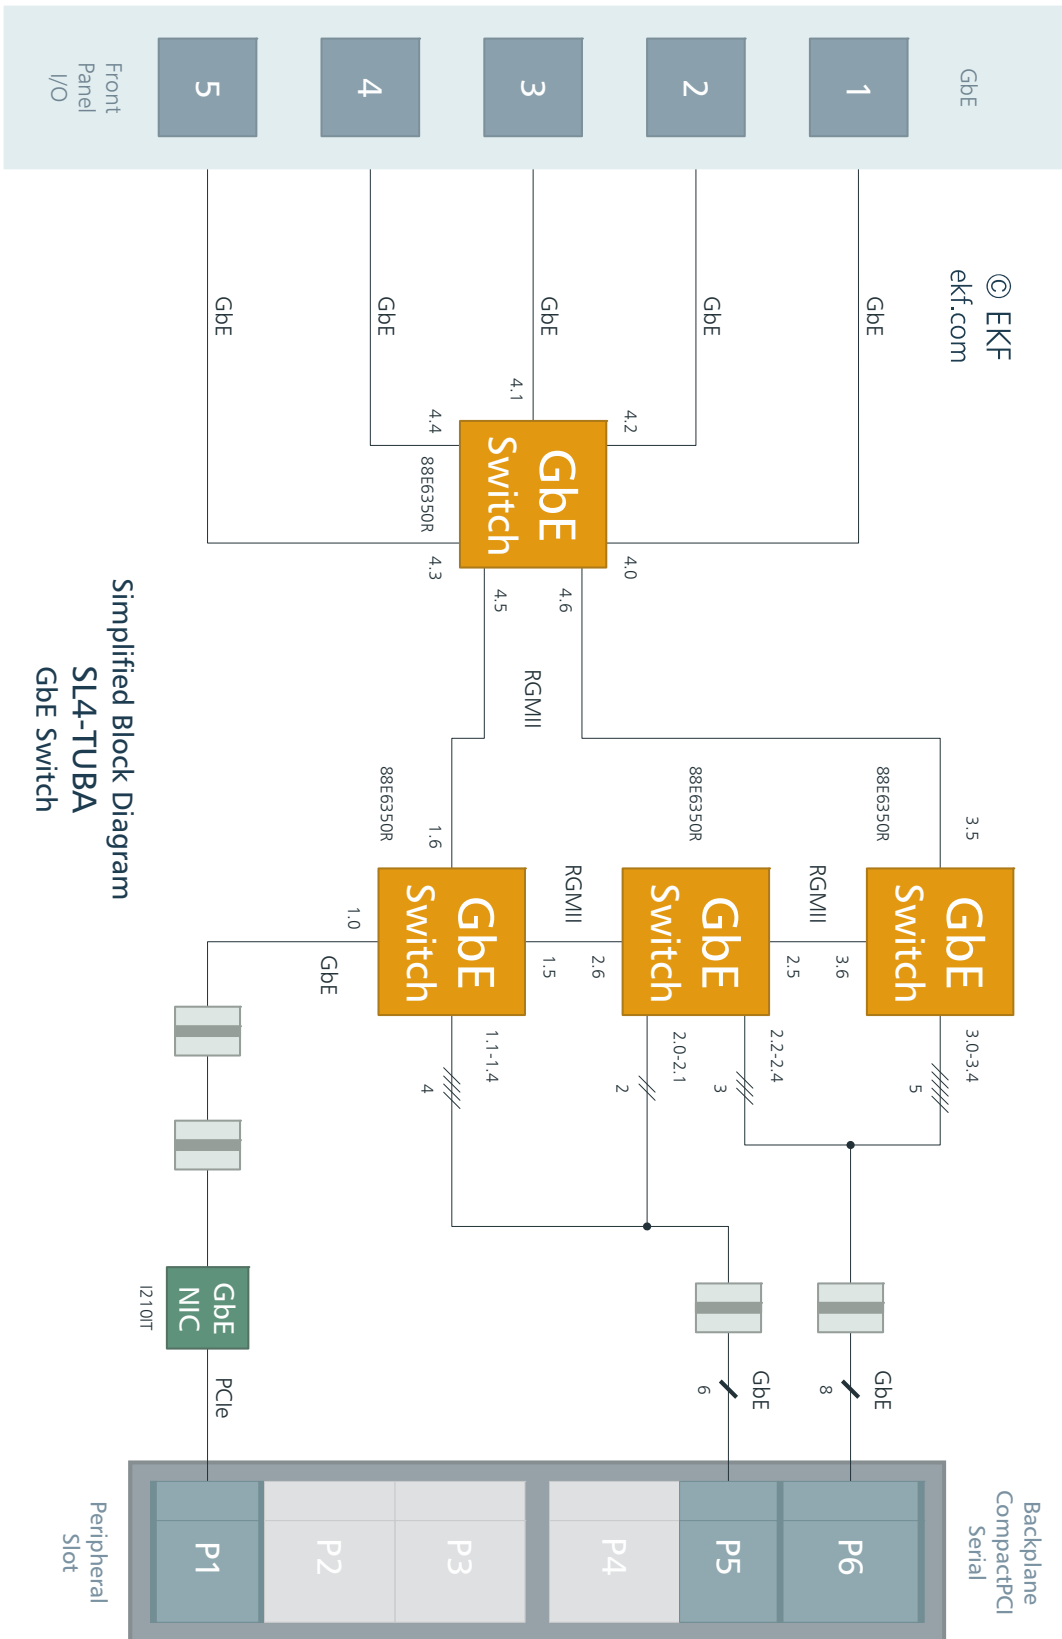 GbE
1
2
3
4
5
Front
Panel
I/O
© EKF
ekf.com
GbE
GbE
GbE
GbE
GbE
4.2
4.1
4.4
GbE
Switch
88E6350R
4.0
4.3
4.6
4.5
RGMII
Simplified Block Diagram
SL4-TUBA
GbE Switch
3.5
88E6350R
88E6350R
88E6350R
1.6
GbE
Switch
RGMII
GbE
Switch
RGMII
GbE
Switch
1.0
GbE
3.6
2.5
2.6
1.5
3.0-3.4
5
2.2-2.4
3
2.0-2.1
2
1.1-1.4
4
GbE
NIC
I210IT
PCIe
GbE
8
GbE
6
Backplane
CompactPCI
Serial
P6
P5
P4
P3
P2
P1
Peripheral
Slot